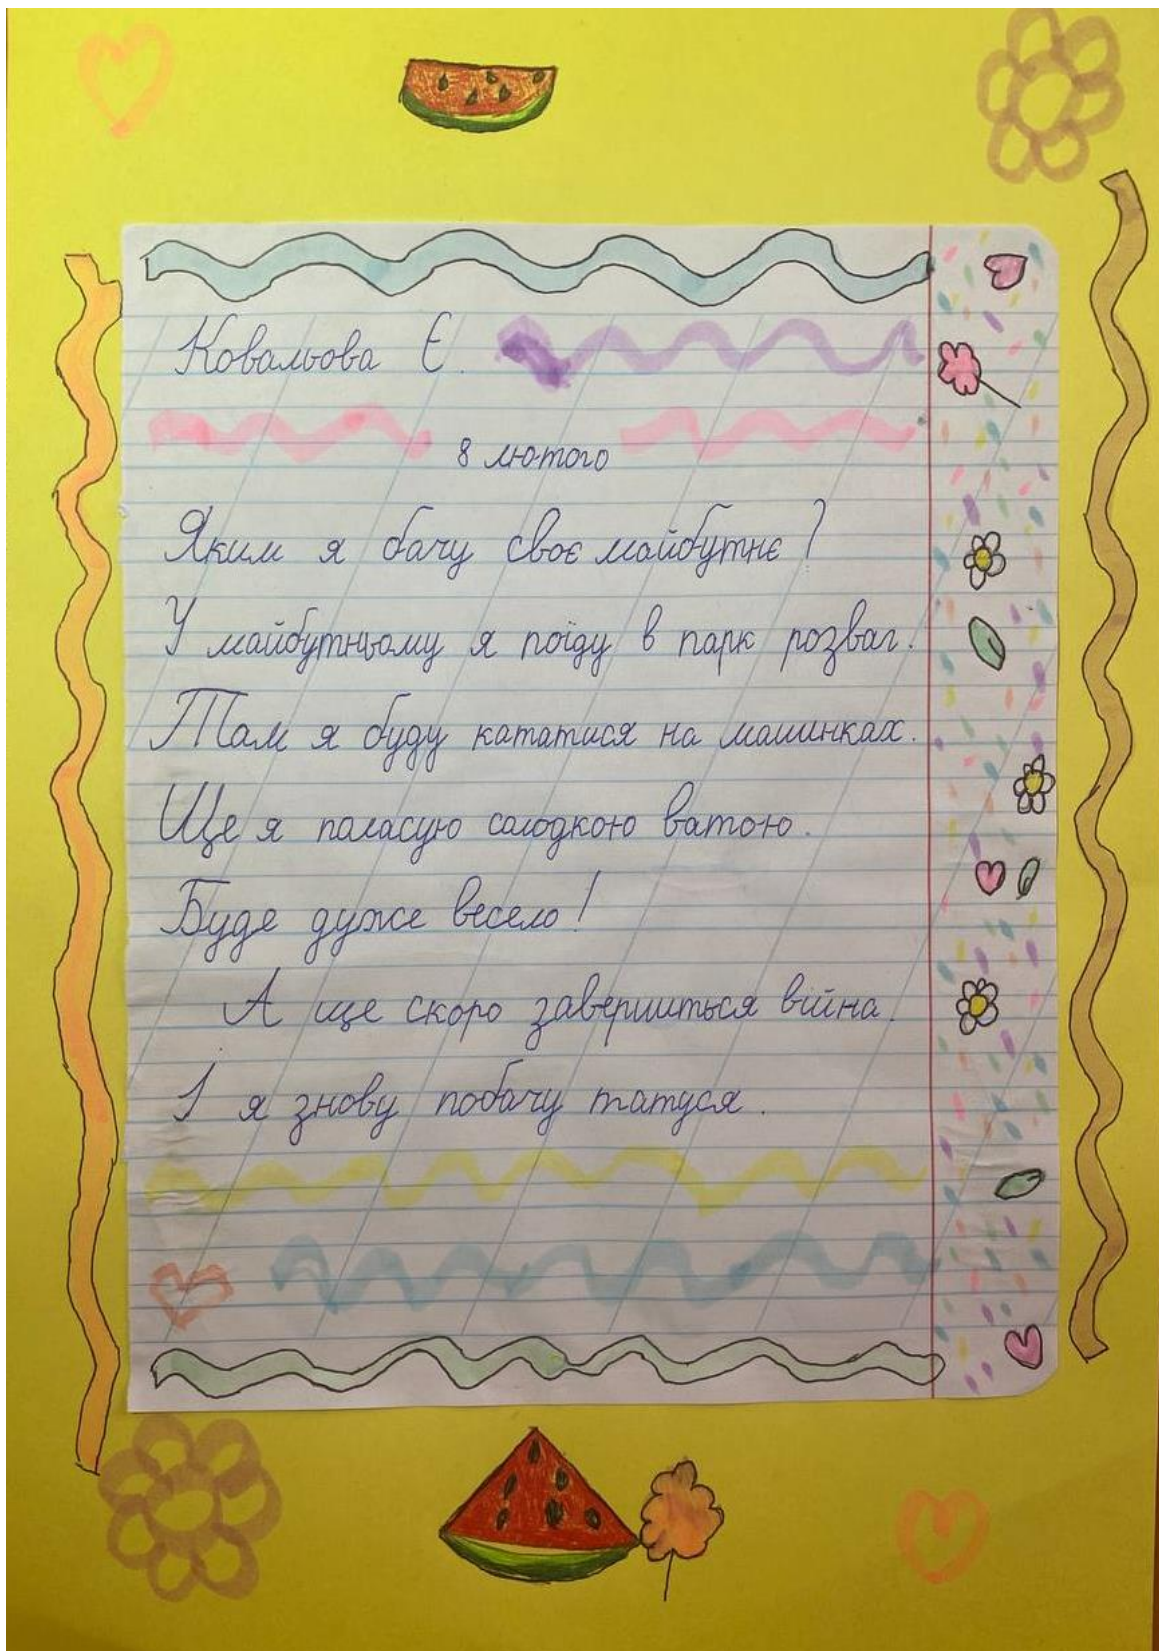 Ковальова Є.
8 лютого
Яким я бачу своє майбутнє?
У майбутньому я поїду в парк розваг.
Там я буду кататися на машинках.
Ще я поласую солодкою ватою.
Буде дуже весело!
А ще скоро завершиться війна.
І я знову побачу татуся.